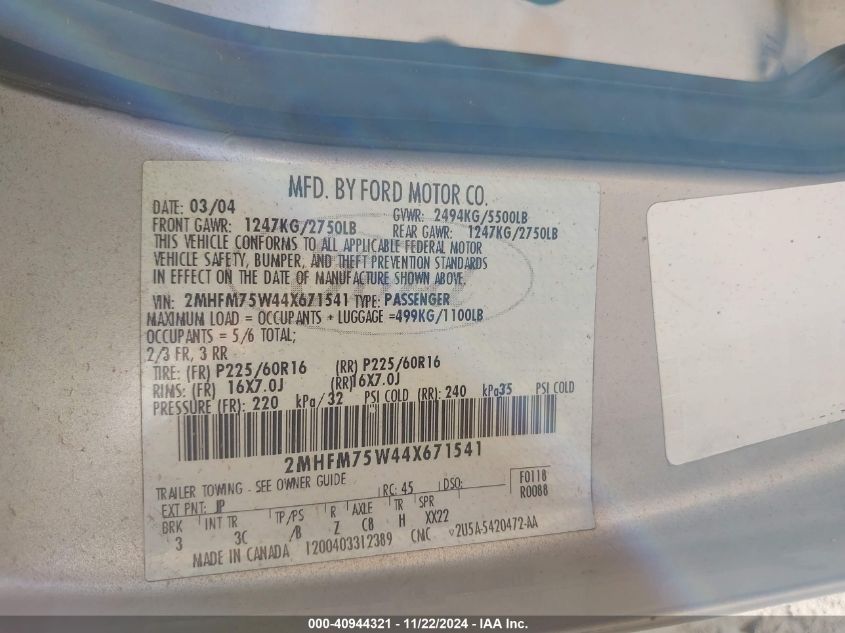 MFD. BY FORD MOTOR CO.
DATE: 03/04 GVWR: 2494KG/5500LB
FRONT GAWR: 1247KG/2750LB REAR GAWR: 1247KG/2750LB
THIS VEHICLE CONFORMS TO ALL APPLICABLE FEDERAL MOTOR
VEHICLE SAFETY, BUMPER, AND THEFT PREVENTION STANDARDS
IN EFFECT ON THE DATE OF MANUFACTURE SHOWN ABOVE
VIN: 2MHFM75W44X671541 TYPE: PASSENGER
MAXIMUM LOAD = OCCUPANTS + LUGGAGE =499KG/1100LB
OCCUPANTS = 5/6 TOTAL;
2/3 FR, 3 RR
TIRE: (FR) P225/60R16 (RR) P225/60R16
RIMS: (FR) 16X7.0J (RR)16X7.0J
PRESSURE (FR): 220 kPa/32 PSI COLD (RR): 240 kPa35 PSI COLD
2MHFM75W44X671541
TRAILER TOWING - SEE OWNER GUIDE
EXT PNT: JP RC: 45 DSO: F0118
R0088
BRK INT TR TP/PS R AXLE TR SPR
3 3C /B Z C8 H XX22
MADE IN CANADA 1200403312389 CMC v2U5A-5420472-AA
000-40944321 - 11/22/2024 - IAA Inc.